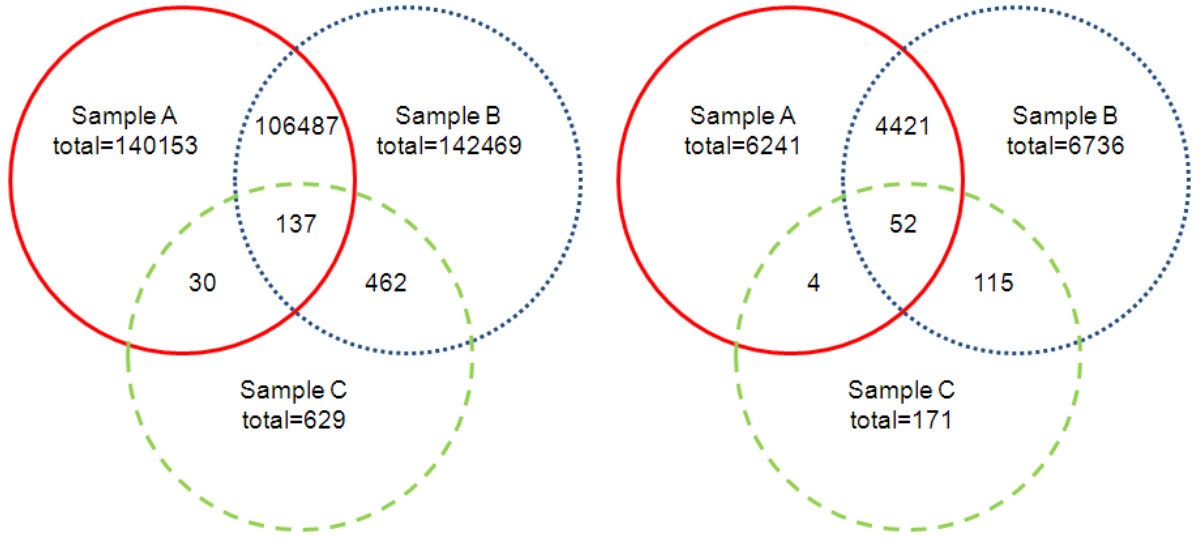 Sample A
total=140153
106487
Sample B
total=142469
137
30
462
Sample C
total=629
Sample A
total=6241
4421
Sample B
total=6736
52
4
115
Sample C
total=171